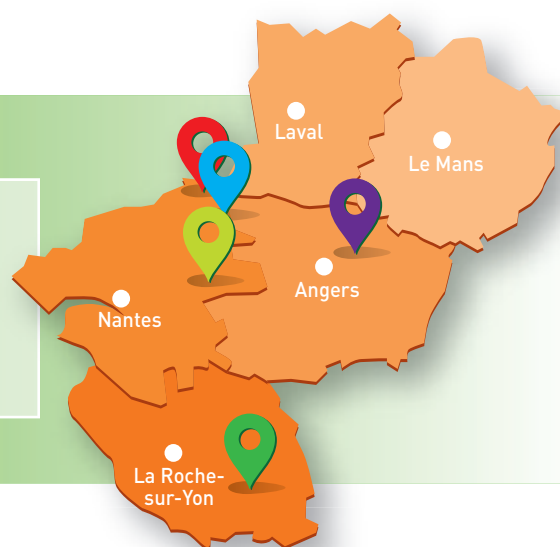 Laval
Le Mans
Angers
Nantes
La Roche-
sur-Yon